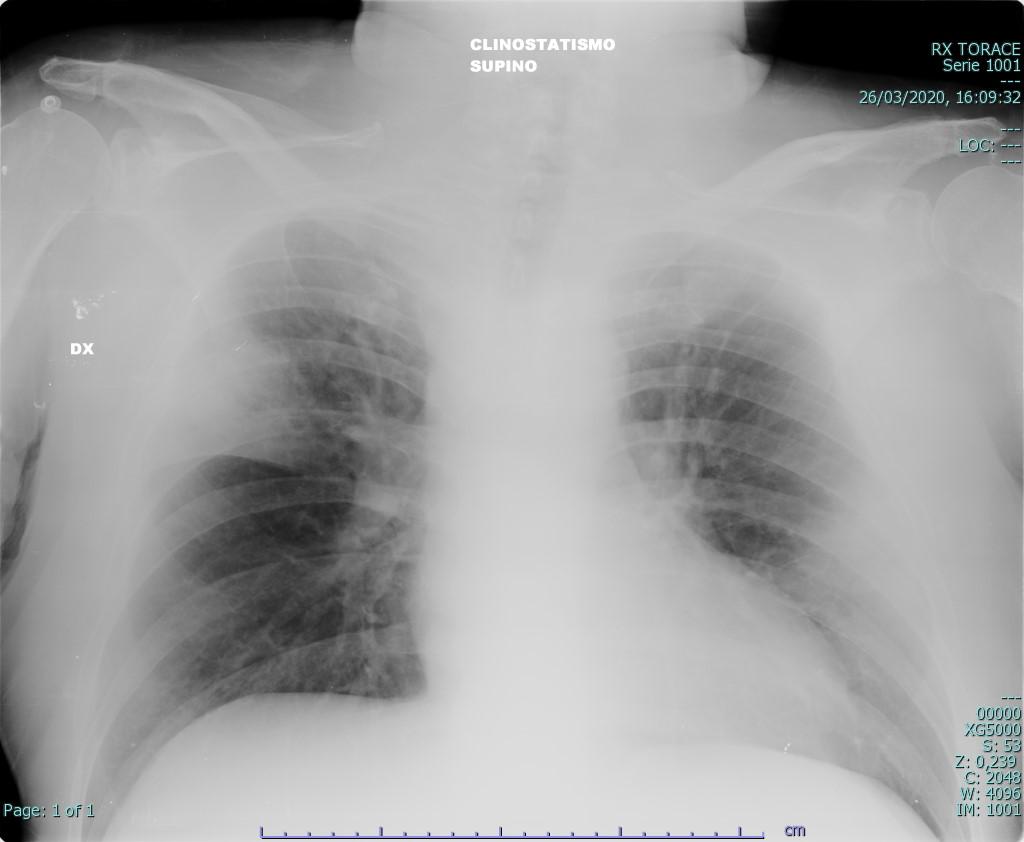 CLINOSTATISMO
SUPINO
RX TORACE
Serie 1001
---
26/03/2020, 16:09:32
---
LOC: ---
---
DX
---
00000
XG5000
S: 53
Z: 0,239
C: 2048
W: 4096
IM: 1001
Page: 1 of 1
cm